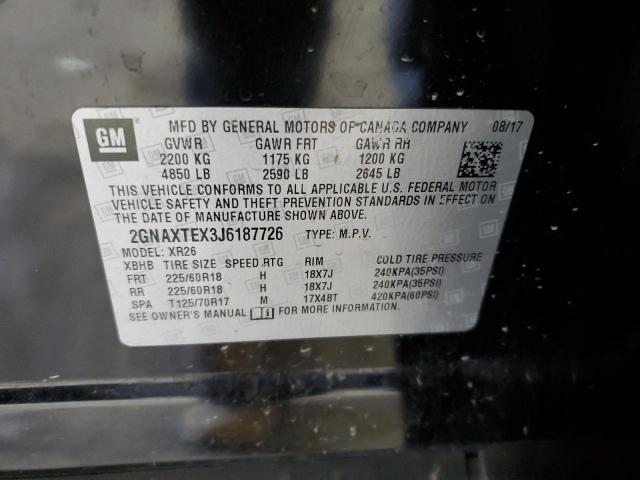 GM
MFD BY GENERAL MOTORS OF CANADA COMPANY 08/17
GVWR GAWR FRT GAWR RR
2200 KG 1175 KG 1200 KG
4850 LB 2590 LB 2645 LB
THIS VEHICLE CONFORMS TO ALL APPLICABLE U.S. FEDERAL MOTOR
VEHICLE SAFETY AND THEFT PREVENTION STANDARDS IN EFFECT ON
THE DATE OF MANUFACTURE SHOWN ABOVE.
2GNAXTEX3J6187726 TYPE: M.P.V.
MODEL: XR26
XBHB TIRE SIZE SPEED RTG RIM COLD TIRE PRESSURE
FRT 225/60R18 H 18X7J 240KPA(35PSI)
RR 225/60R18 H 18X7J 240KPA(35PSI)
SPA T125/70R17 M 17X4BT 420KPA(60PSI)
SEE OWNER'S MANUAL FOR MORE INFORMATION.